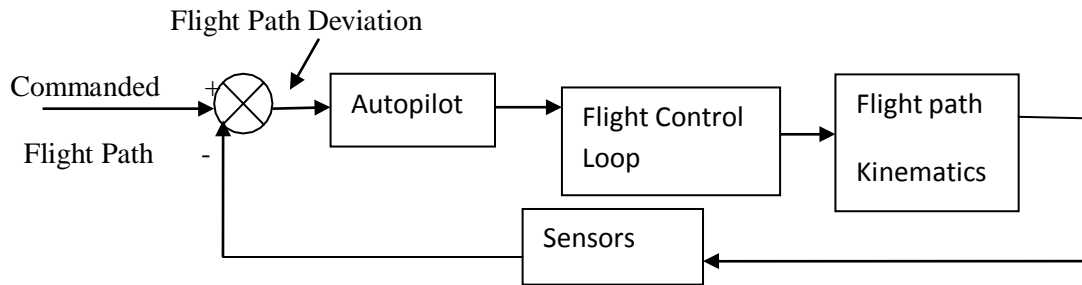 Flight Path Deviation
Commanded
+
Flight Path
-
Autopilot
Flight Control
Loop
Flight path
Kinematics
Sensors